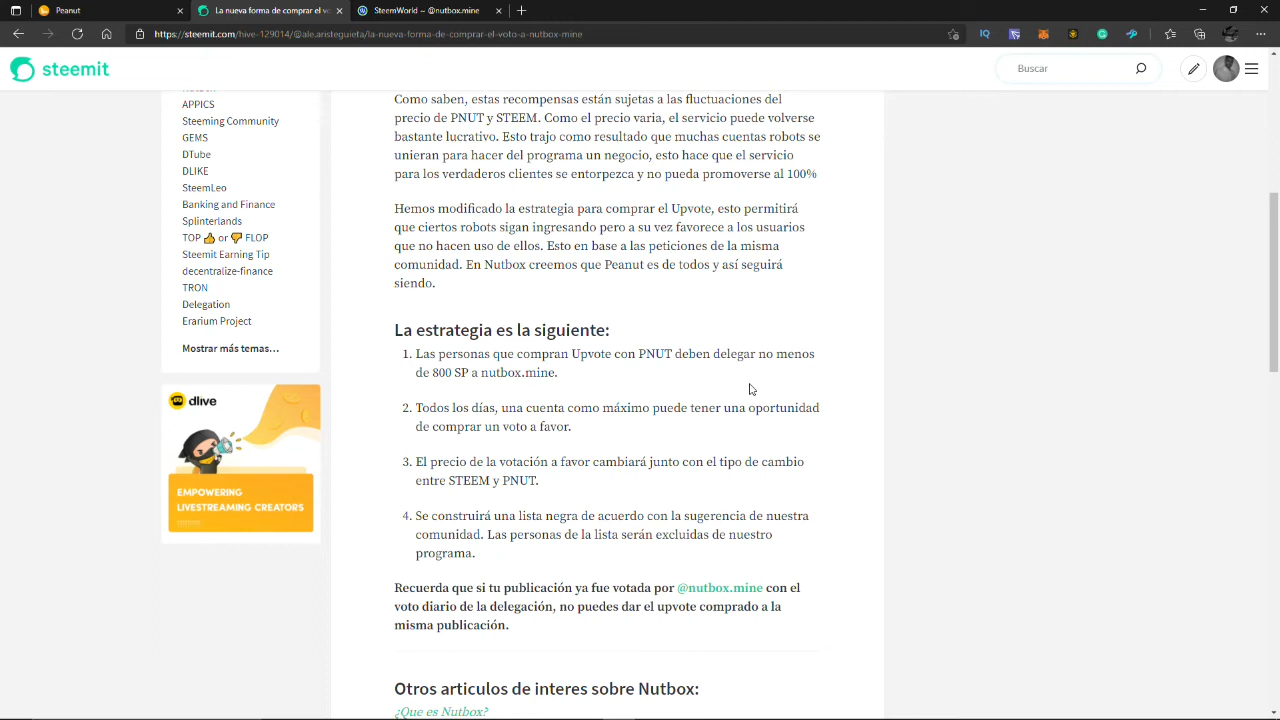 Peanut
La nueva forma de comprar el vo
SteemWorld ~ @nutbox.mine
https://steemit.com/hive-129014/@ale.aristeguieta/la-nueva-forma-de-comprar-el-voto-a-nutbox-mine
steemit
Buscar
APPICS
Steeming Community
GEMS
DTube
DLIKE
SteemLeo
Banking and Finance
Splinterlands
TOP 👍 or 👎 FLOP
Steemit Earning Tip
decentralize-finance
TRON
Delegation
Erarium Project
Mostrar más temas...
dlive
EMPOWERING
LIVESTREAMING CREATORS
Como saben, estas recompensas están sujetas a las fluctuaciones del
precio de PNUT y STEEM. Como el precio varia, el servicio puede volverse
bastante lucrativo. Esto trajo como resultado que muchas cuentas robots se
unieran para hacer del programa un negocio, esto hace que el servicio
para los verdaderos clientes se entorpezca y no pueda promoverse al 100%
Hemos modificado la estrategia para comprar el Upvote, esto permitirá
que ciertos robots sigan ingresando pero a su vez favorece a los usuarios
que no hacen uso de ellos. Esto en base a las peticiones de la misma
comunidad. En Nutbox creemos que Peanut es de todos y así seguirá
siendo.
La estrategia es la siguiente:
1. Las personas que compran Upvote con PNUT deben delegar no menos
de 800 SP a nutbox.mine.
2. Todos los días, una cuenta como máximo puede tener una oportunidad
de comprar un voto a favor.
3. El precio de la votación a favor cambiará junto con el tipo de cambio
entre STEEM y PNUT.
4. Se construirá una lista negra de acuerdo con la sugerencia de nuestra
comunidad. Las personas de la lista serán excluidas de nuestro
programa.
Recuerda que si tu publicación ya fue votada por @nutbox.mine con el
voto diario de la delegación, no puedes dar el upvote comprado a la
misma publicación.
Otros articulos de interes sobre Nutbox:
¿Que es Nutbox?